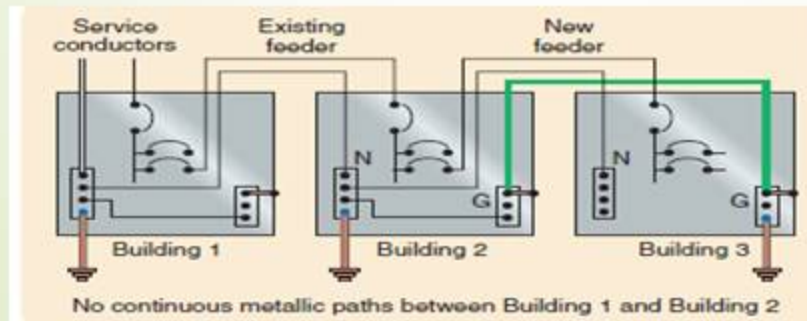 Service
conductors
Existing
feeder
New
feeder
N
G
N
G
Building 1
Building 2
Building 3
No continuous metallic paths between Building 1 and Building 2